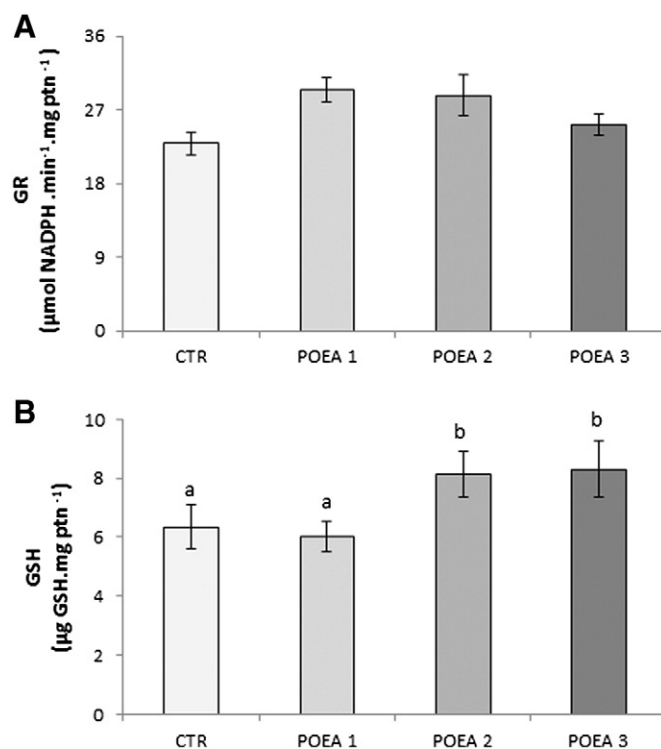 A
GR
(µmol NADPH .min⁻¹.mg ptn ⁻¹)
36
27
18
9
0
CTR POEA 1 POEA 2 POEA 3
B
GSH
(µg GSH.mg ptn ⁻¹)
10
8
6
4
2
0
a a b b
CTR POEA 1 POEA 2 POEA 3